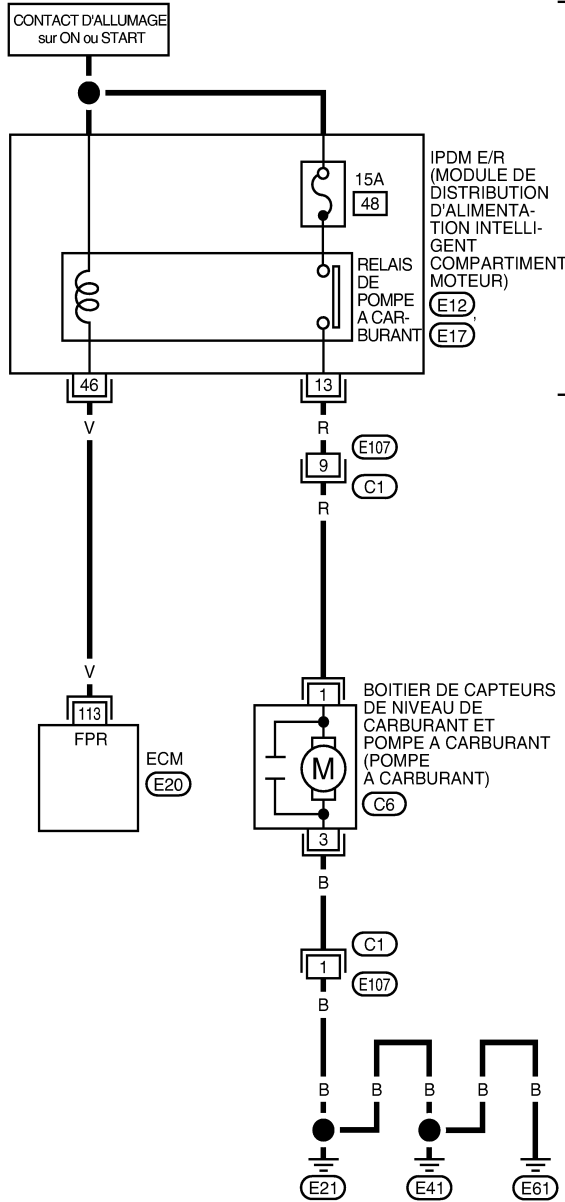 CONTACT D'ALLUMAGE
sur ON ou START
IPDM E/R
(MODULE DE
DISTRIBUTION
D'ALIMENTA-
TION INTELLI-
GENT
COMPARTIMENT
MOTEUR)
E12,
E17
15A
48
RELAIS
DE
POMPE
A CAR-
BURANT
46
13
V
R
E107
9
C1
R
V
113
FPR
ECM
E20
1
BOITIER DE CAPTEURS
DE NIVEAU DE
CARBURANT ET
POMPE A CARBURANT
(POMPE
A CARBURANT)
C6
M
3
B
C1
1
E107
B
B
B
B
B
B
E21
E41
E61